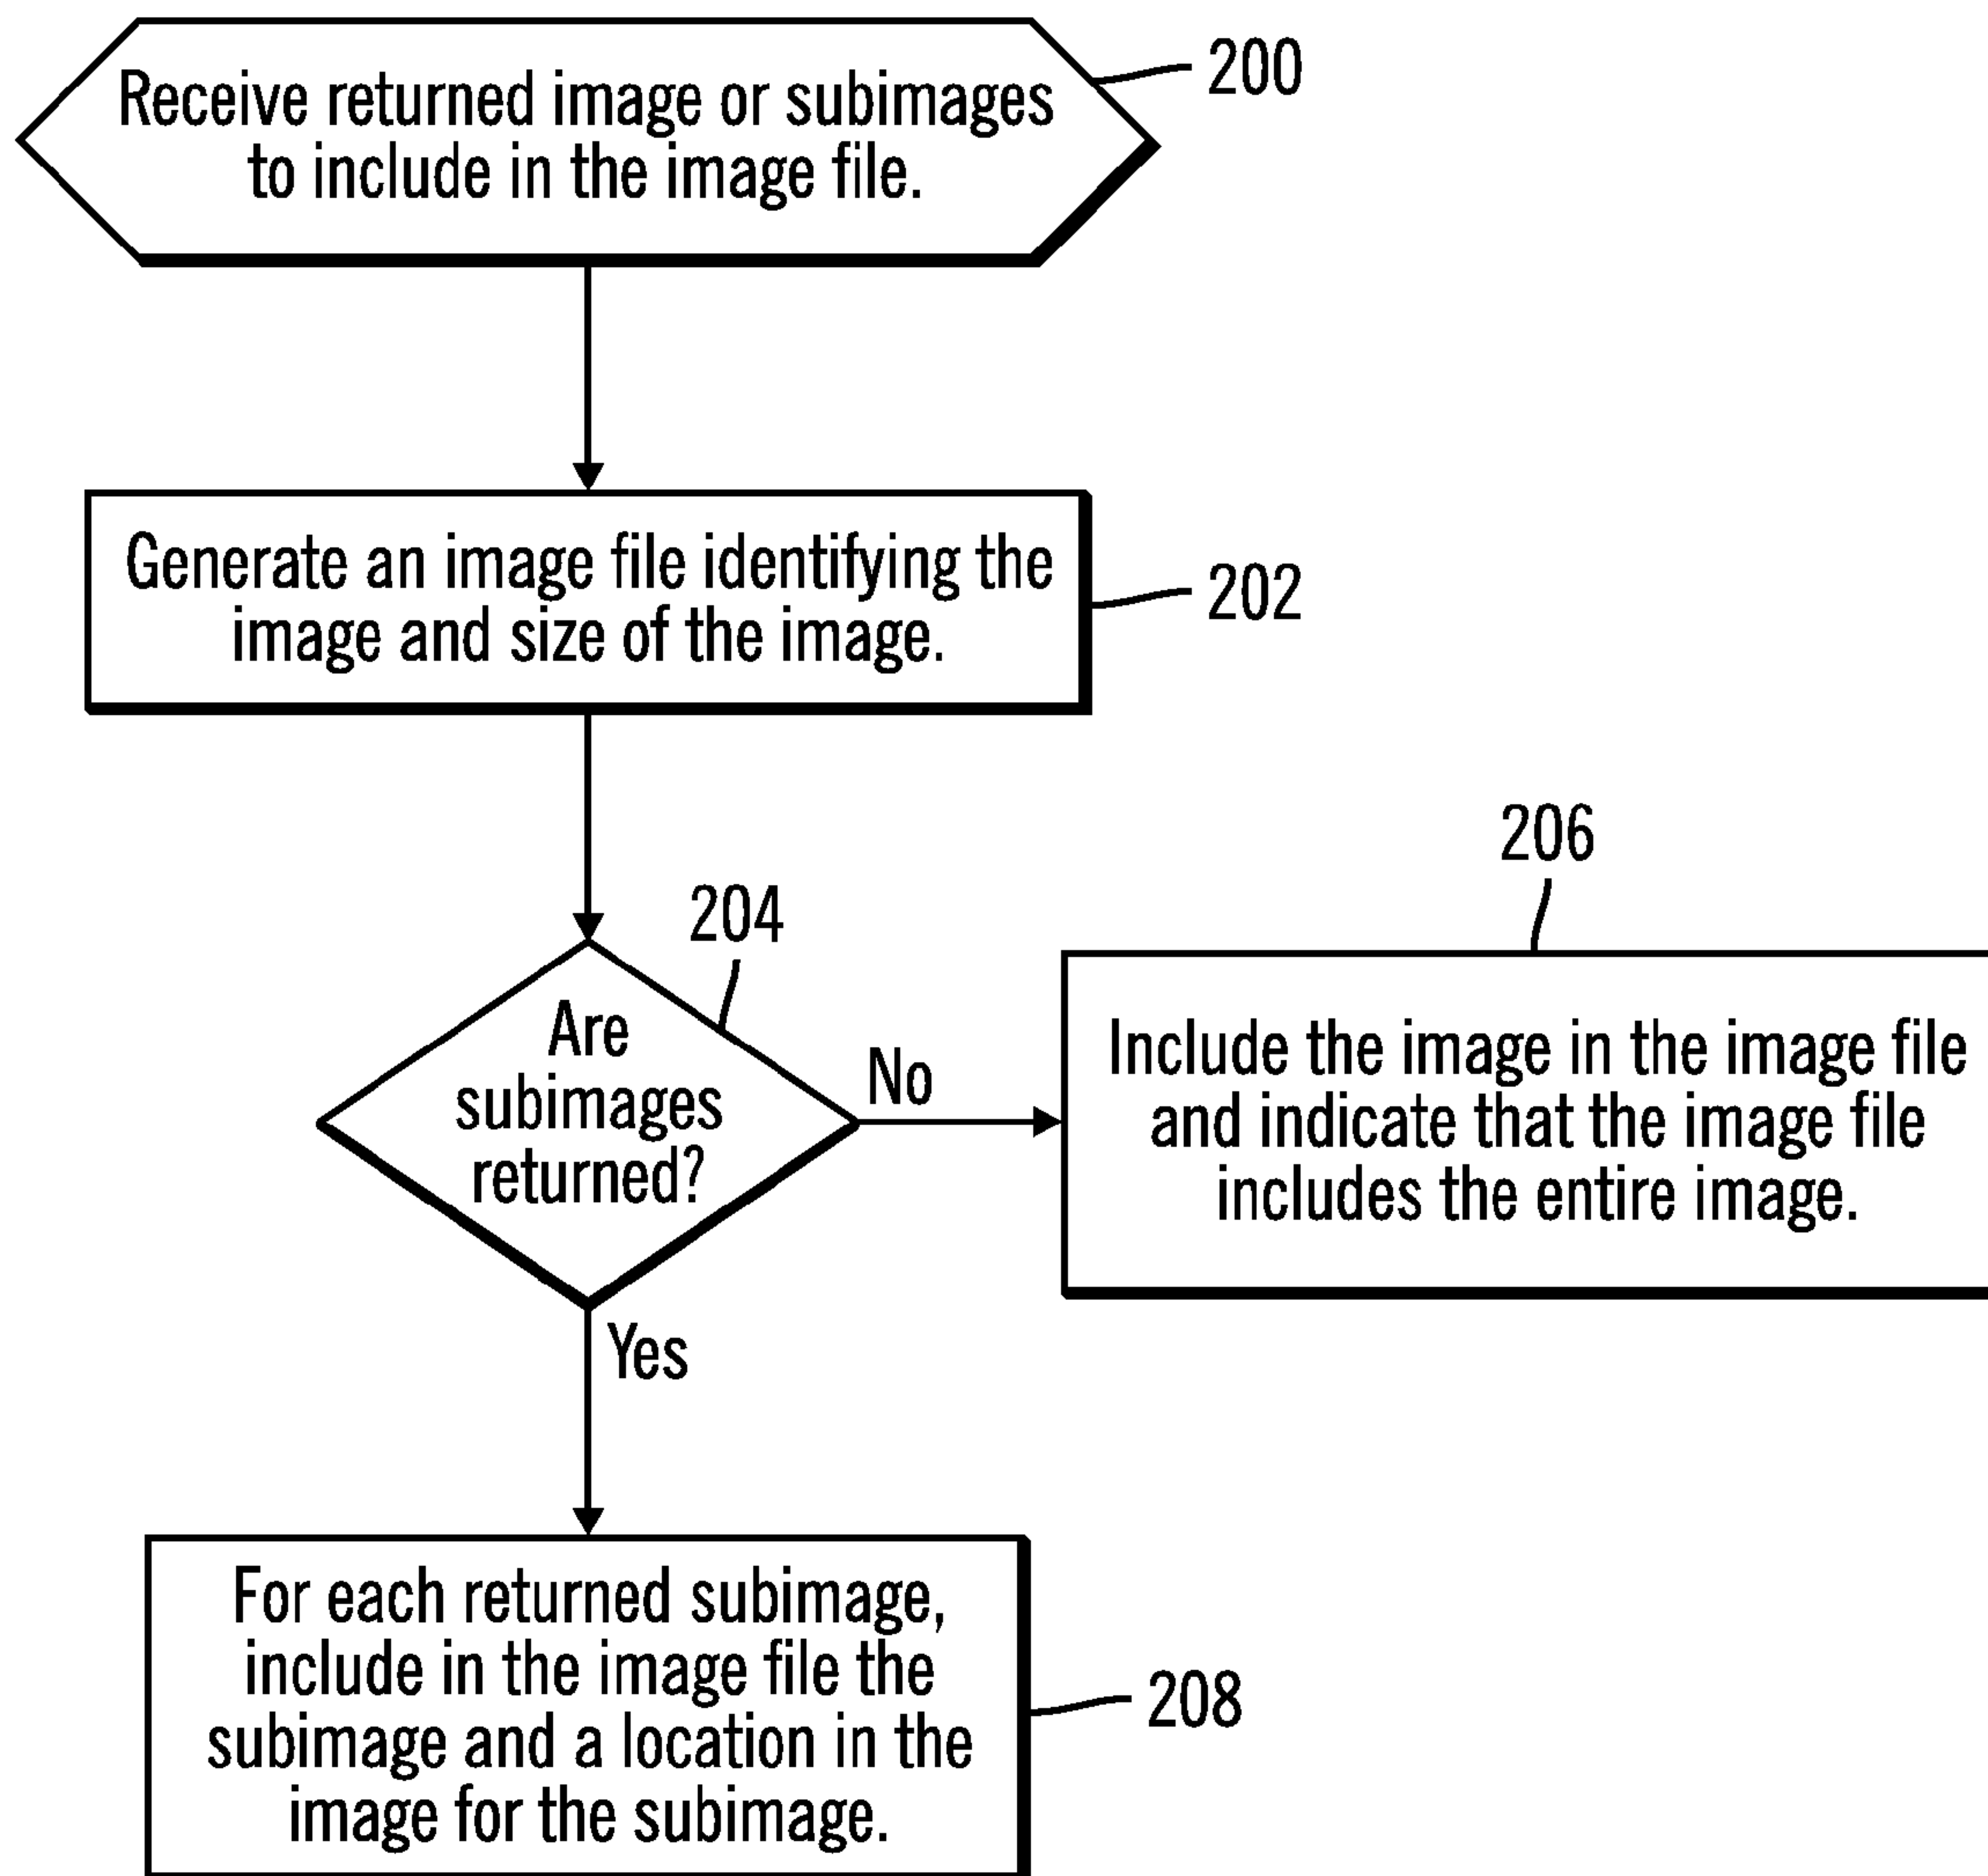 Receive returned image or subimages
to include in the image file.
200
Generate an image file identifying the
image and size of the image.
202
204
Are
subimages
returned?
No
Yes
206
Include the image in the image file
and indicate that the image file
includes the entire image.
For each returned subimage,
include in the image file the
subimage and a location in the
image for the subimage.
208